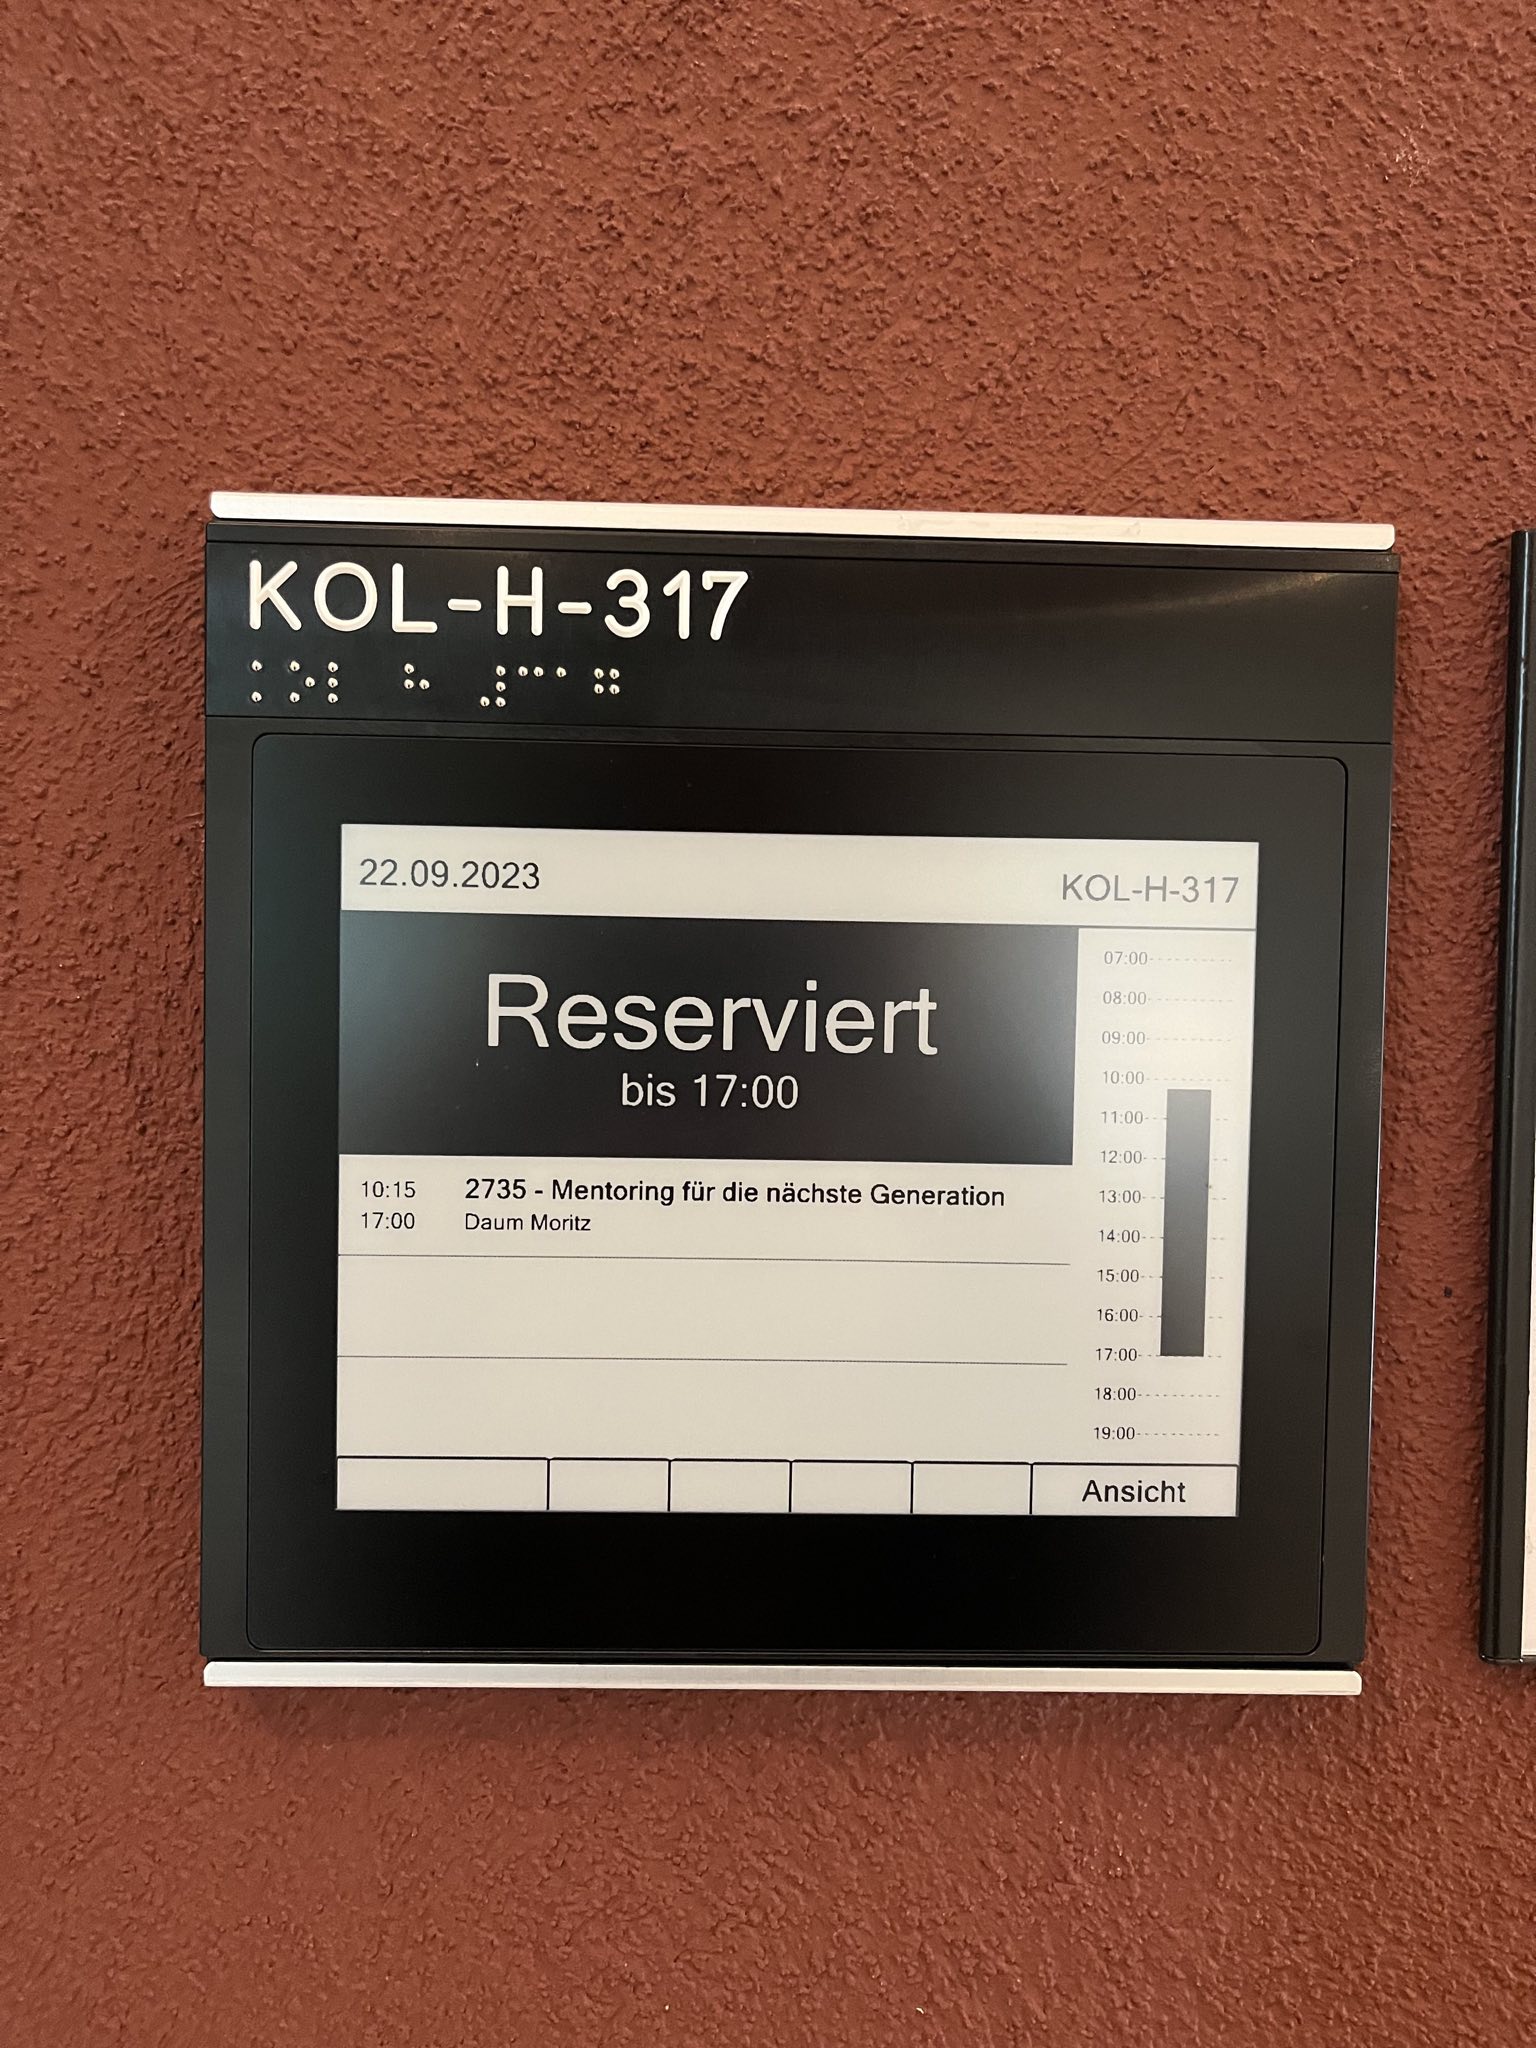 KOL-H-317
⠅⠕⠇ ⠓ ⠼⠉⠁⠛
22.09.2023
KOL-H-317
Reserviert
bis 17:00
10:15 2735 - Mentoring für die nächste Generation
17:00 Daum Moritz
07:00
08:00
09:00
10:00
11:00
12:00
13:00
14:00
15:00
16:00
17:00
18:00
19:00
Ansicht